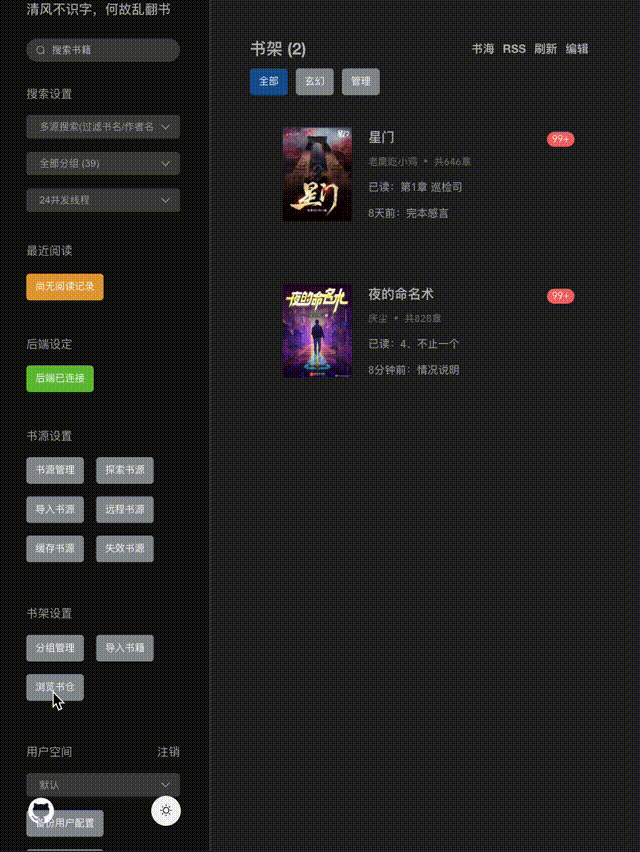 清风不识字，何故乱翻书
搜索书籍
搜索设置
多源搜索(过滤书名/作者名
全部分组 (39)
24并发线程
最近阅读
尚无阅读记录
后端设定
后端已连接
书源设置
书源管理
探索书源
导入书源
远程书源
缓存书源
失效书源
书架设置
分组管理
导入书籍
浏览书仓
用户空间
注销
默认
备份用户配置
书架 (2)
书海 RSS 刷新 编辑
全部
玄幻
管理
星门
99+
老鹰吃小鸡 • 共646章
已读：第1章 巡检司
8天前：完本感言
星门
夜的命名术
99+
共828章
已读：4、不止一个
8分钟前：情况说明
夜的命名术